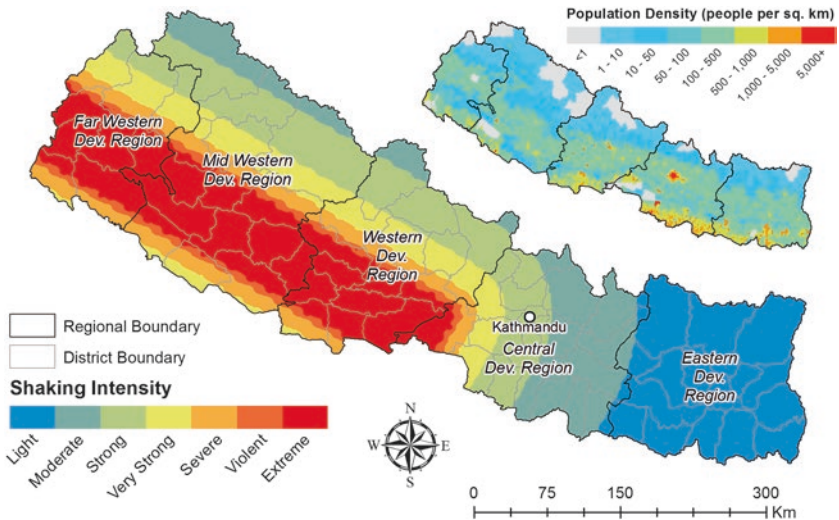 Population Density (people per sq. km)
<1
1 - 10
10 - 50
50 - 100
100 - 500
500 - 1,000
1,000 - 5,000
5,000+
Far Western
Dev. Region
Mid Western
Dev. Region
Western
Dev.
Region
Kathmandu
Central
Dev. Region
Eastern
Dev.
Region
Regional Boundary
District Boundary
Shaking Intensity
Light
Moderate
Strong
Very Strong
Severe
Violent
Extreme
N
W
E
S
0
75
150
300
Km